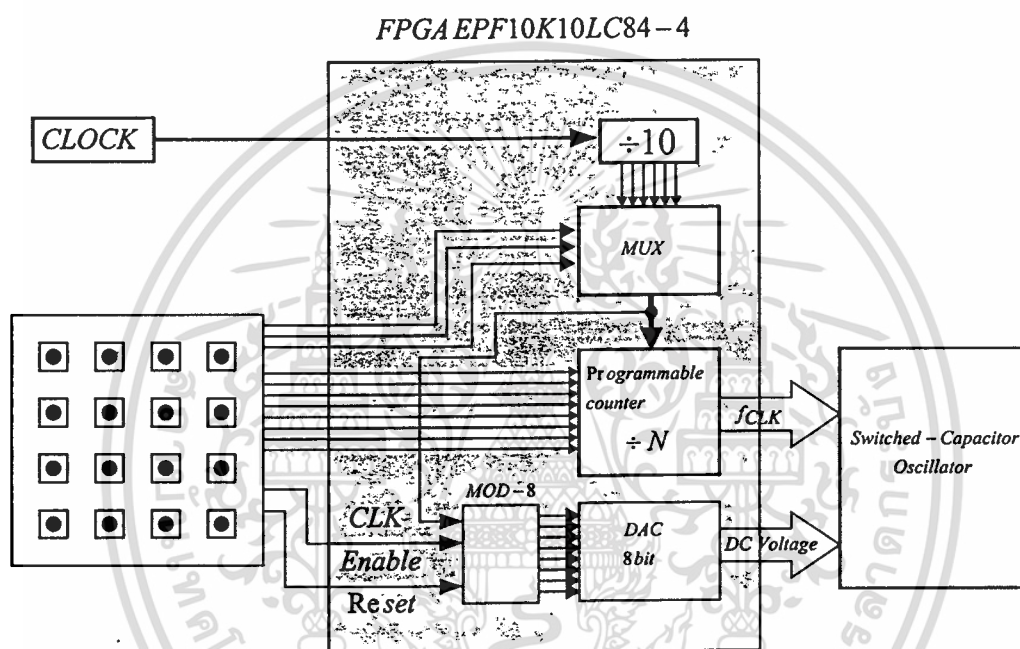 FPGA EPF10K10LC84-4
CLOCK
÷10
MUX
Programmable
counter
÷ N
fCLK
Switched - Capacitor
Oscillator
MOD-8
CLK
Enable
Reset
DAC
8bit
DC Voltage